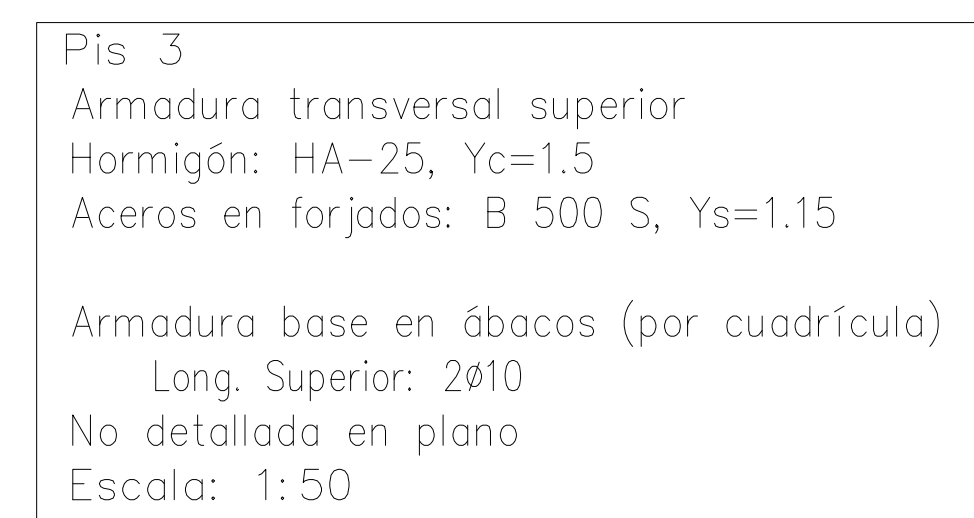 Pis 3
Armadura transversal superior
Hormigón: HA-25, Yc=1.5
Aceros en forjados: B 500 S, Ys=1.15
Armadura base en ábacos (por cuadrícula)
Long. Superior: 2ø10
No detallada en plano
Escala: 1:50